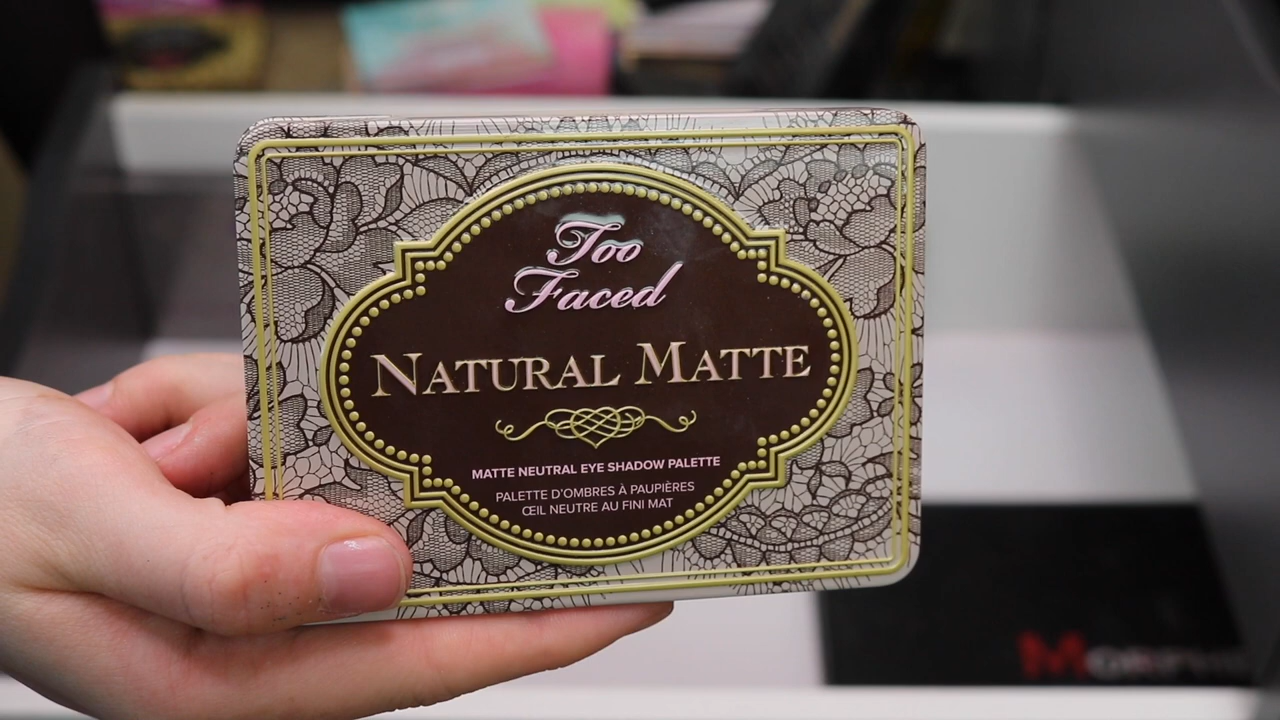 Too
Faced
NATURAL MATTE
MATTE NEUTRAL EYE SHADOW PALETTE
PALETTE D'OMBRES À PAUPIÈRES
ŒIL NEUTRE AU FINI MAT